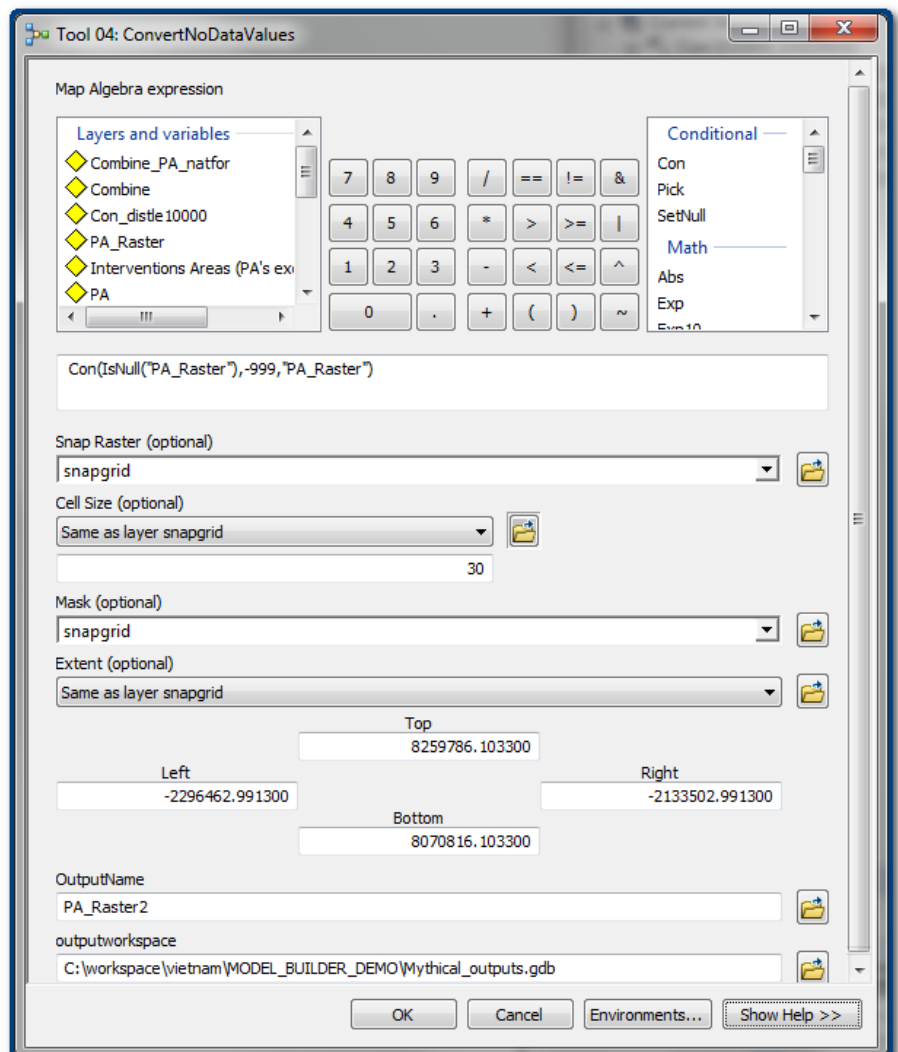 Tool 04: ConvertNoDataValues
Map Algebra expression
Layers and variables
Combine_PA_natfor
Combine
Con_distle10000
PA_Raster
Interventions Areas (PA's ex
PA
7 8 9 / == != &
4 5 6 * > >= |
1 2 3 - < <= ^
0 . + ( ) ~
Conditional
Con
Pick
SetNull
Math
Abs
Exp
Exp10
Con(IsNull("PA_Raster"),-999,"PA_Raster")
Snap Raster (optional)
snapgrid
Cell Size (optional)
Same as layer snapgrid
30
Mask (optional)
snapgrid
Extent (optional)
Same as layer snapgrid
Top
8259786.103300
Left Right
-2296462.991300 -2133502.991300
Bottom
8070816.103300
OutputName
PA_Raster2
outputworkspace
C:\workspace\vietnam\MODEL_BUILDER_DEMO\Mythical_outputs.gdb
OK Cancel Environments... Show Help >>